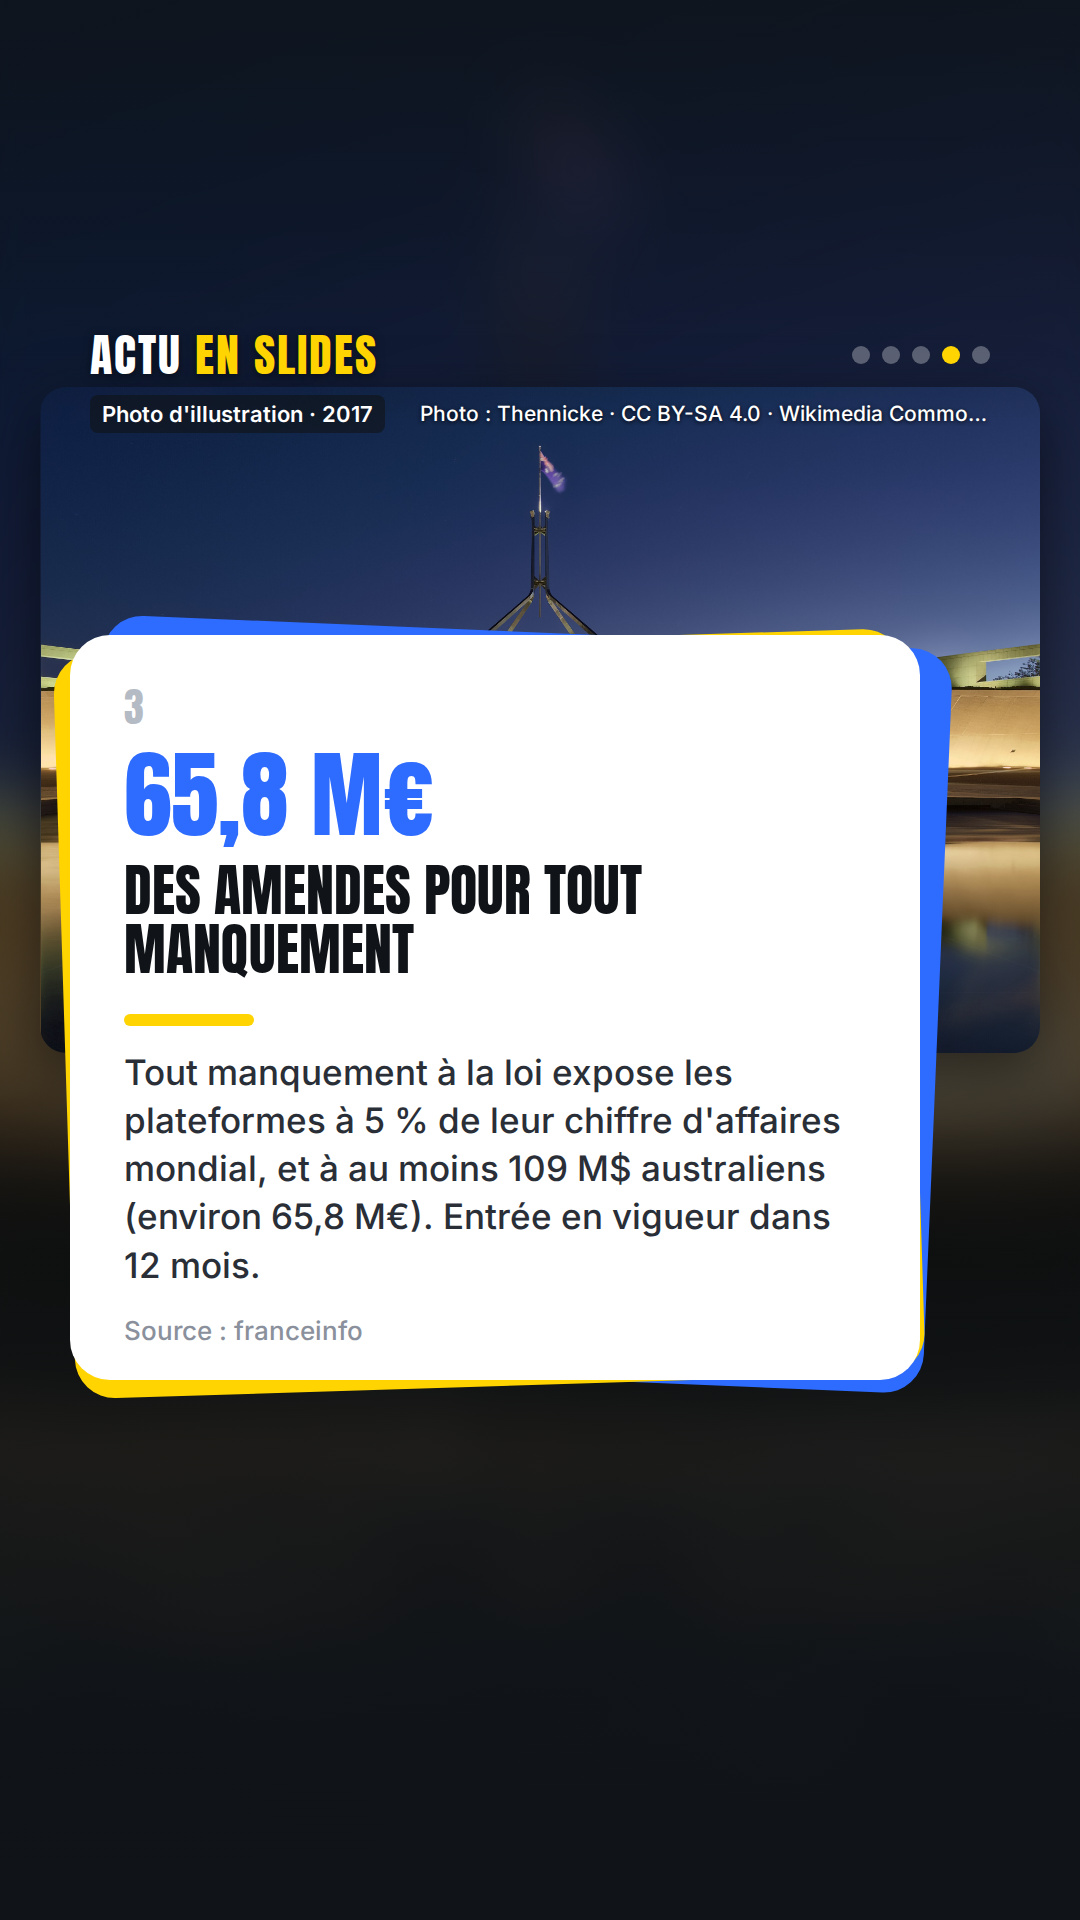 ACTU EN SLIDES
Photo d'illustration · 2017
Photo : Thennicke · CC BY-SA 4.0 · Wikimedia Commo...
3
65,8 M€
DES AMENDES POUR TOUT
MANQUEMENT
Tout manquement à la loi expose les
plateformes à 5 % de leur chiffre d'affaires
mondial, et à au moins 109 M$ australiens
(environ 65,8 M€). Entrée en vigueur dans
12 mois.
Source : franceinfo